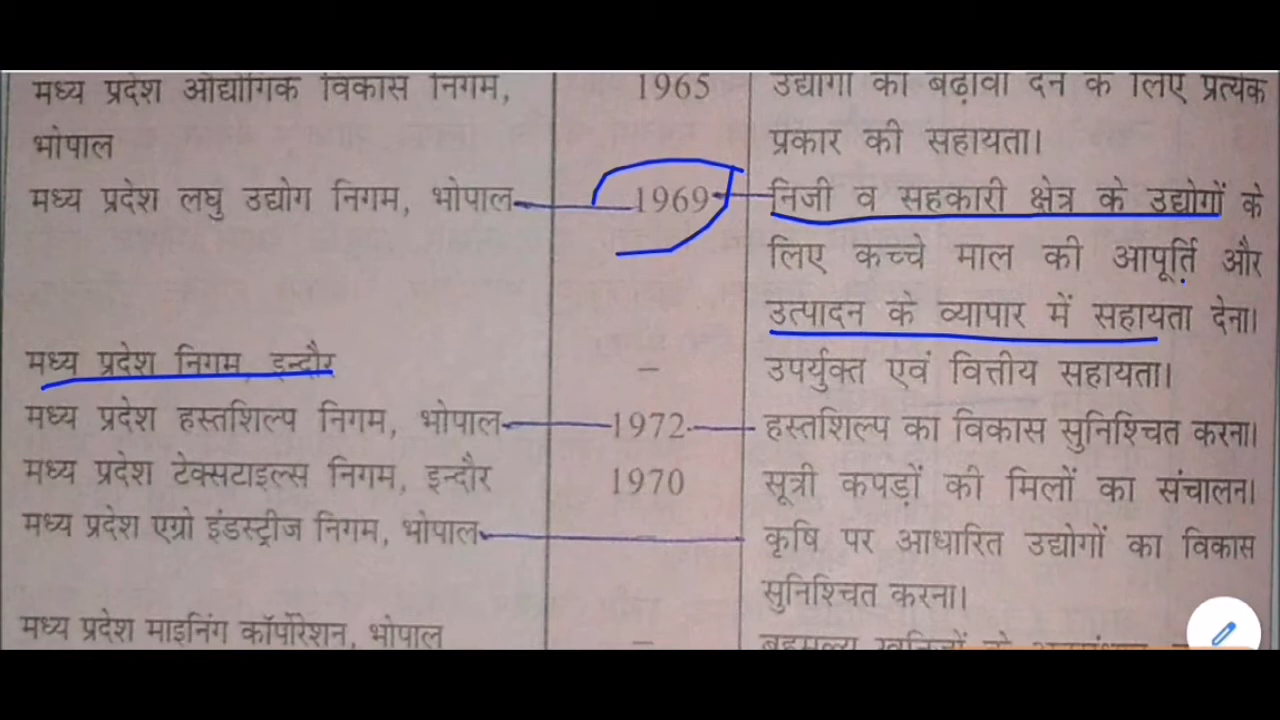 मध्य प्रदेश औद्योगिक विकास निगम, 1965 उद्योगों को बढ़ावा देने के लिए प्रत्येक
भोपाल प्रकार की सहायता।
मध्य प्रदेश लघु उद्योग निगम, भोपाल 1969 निजी व सहकारी क्षेत्र के उद्योगों के
लिए कच्चे माल की आपूर्ति और
उत्पादन के व्यापार में सहायता देना।
मध्य प्रदेश निगम, इन्दौर – उपर्युक्त एवं वित्तीय सहायता।
मध्य प्रदेश हस्तशिल्प निगम, भोपाल 1972 हस्तशिल्प का विकास सुनिश्चित करना।
मध्य प्रदेश टेक्सटाइल्स निगम, इन्दौर 1970 सूत्री कपड़ों की मिलों का संचालन।
मध्य प्रदेश एग्रो इंडस्ट्रीज निगम, भोपाल – कृषि पर आधारित उद्योगों का विकास
सुनिश्चित करना।
मध्य प्रदेश माइनिंग कॉर्पोरेशन, भोपाल –